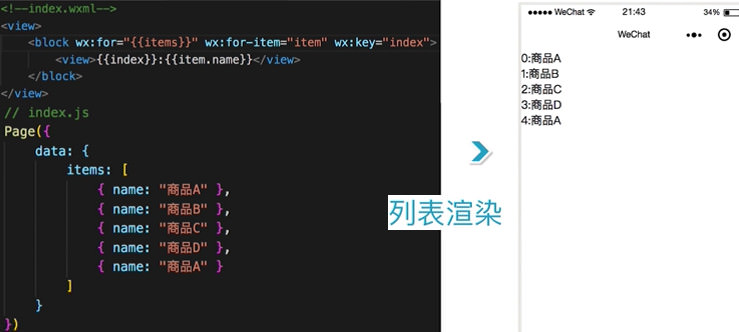 <!--index.wxml-->
<view>
<block wx:for="{{items}}" wx:for-item="item" wx:key="index">
<view>{{index}}:{{item.name}}</view>
</block>
</view>
// index.js
Page({
data: {
items: [
{ name: "商品A" },
{ name: "商品B" },
{ name: "商品C" },
{ name: "商品D" },
{ name: "商品A" }
]
}
})
列表渲染
WeChat 21:43 34%
WeChat
0:商品A
1:商品B
2:商品C
3:商品D
4:商品A